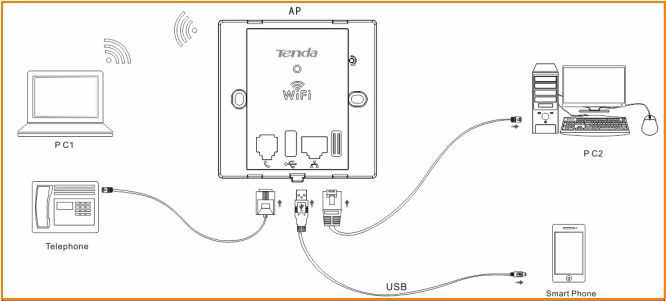 AP
Tenda
WiFi
PC1
PC2
Telephone
USB
Smart Phone